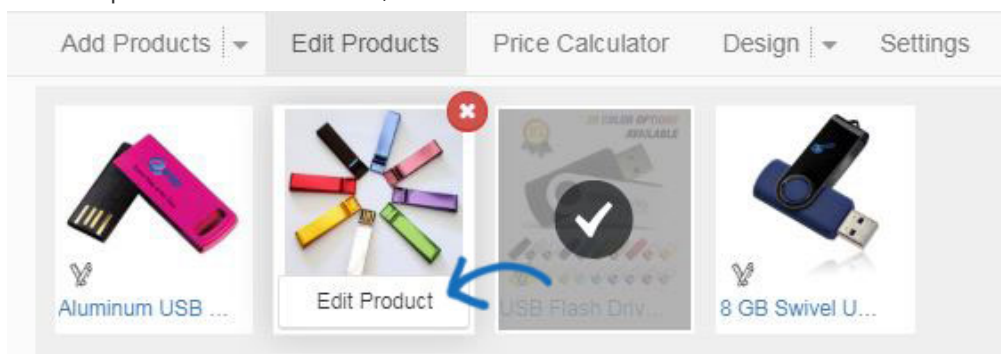 Add Products
Edit Products
Price Calculator
Design
Settings
COLOR OPTIONS
AVAILABLE
Edit Product
Aluminum USB ...
USB Flash Driv...
8 GB Swivel U...